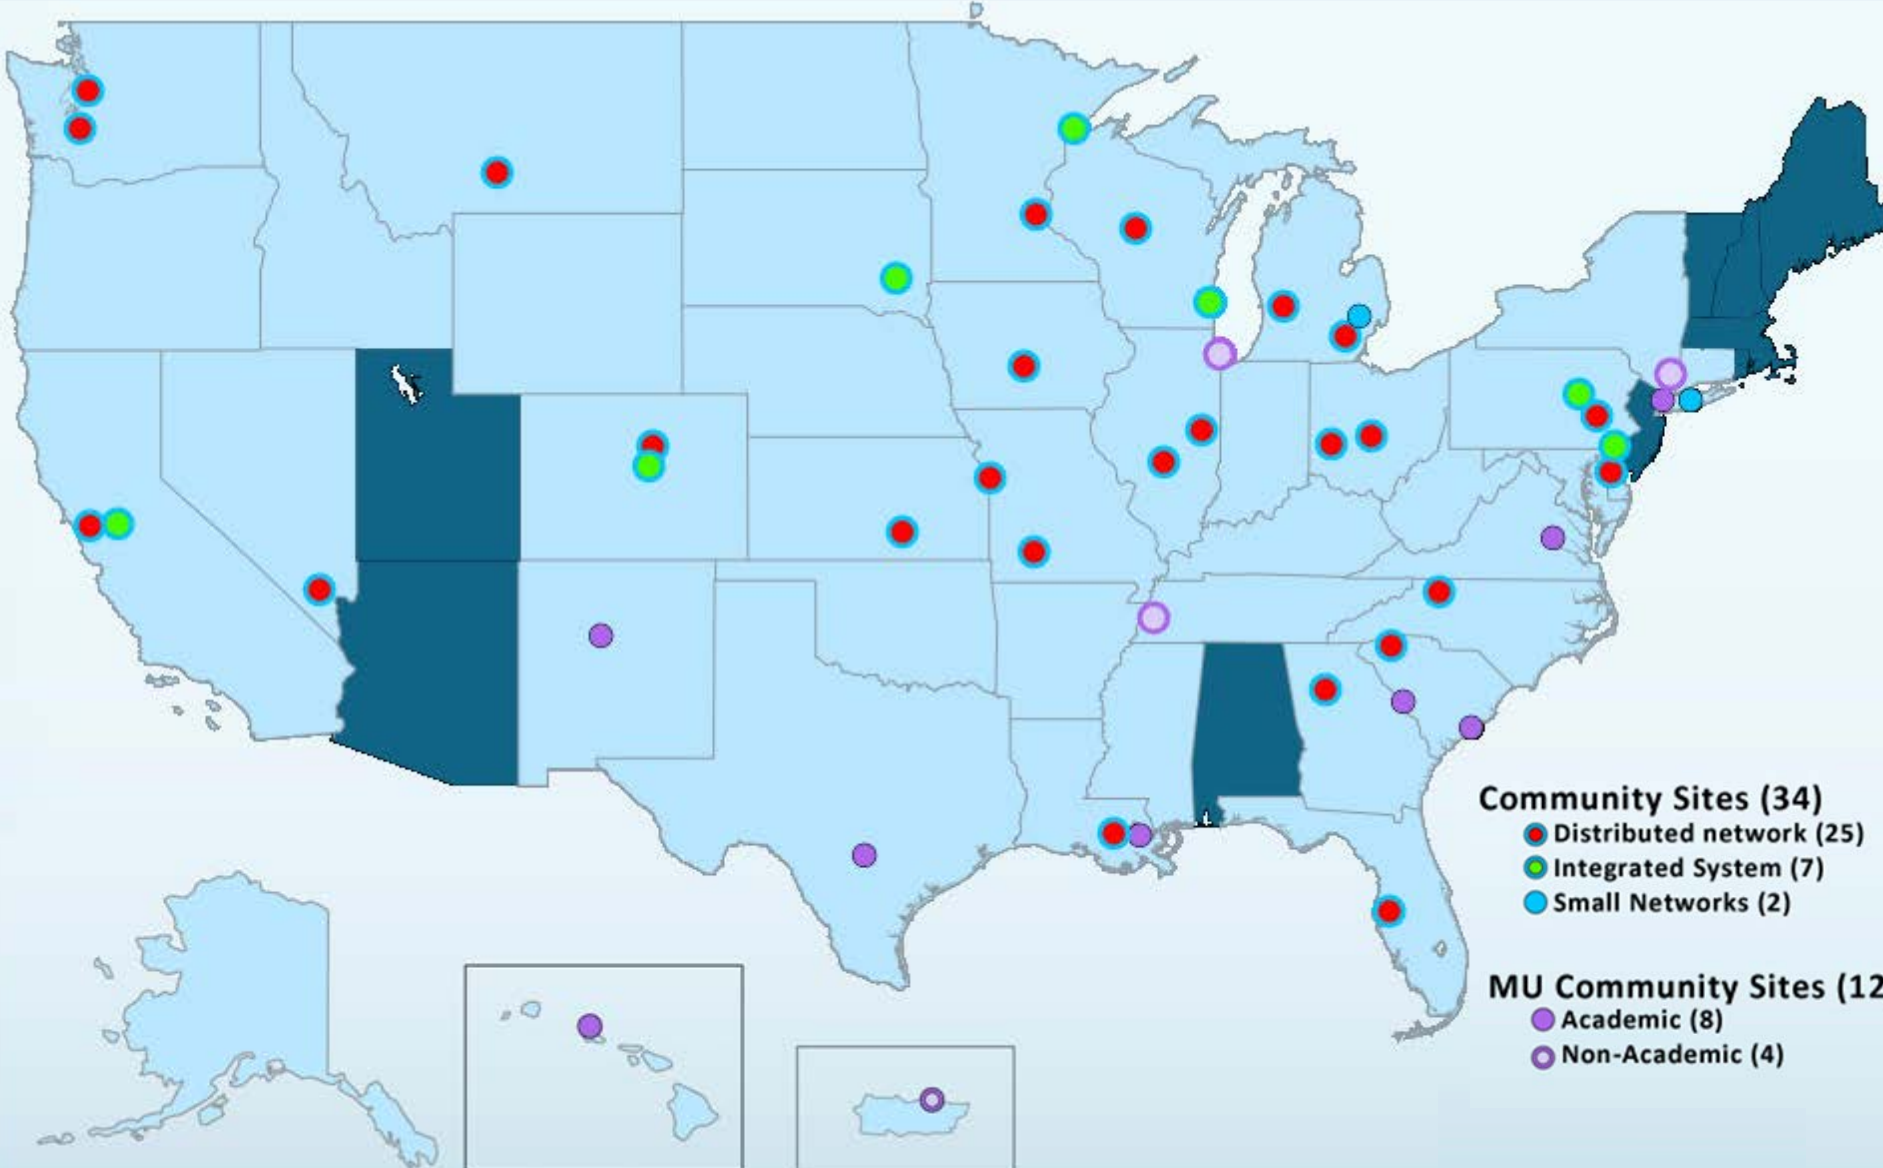 Community Sites (34)
Distributed network (25)
Integrated System (7)
Small Networks (2)
MU Community Sites (12
Academic (8)
Non-Academic (4)